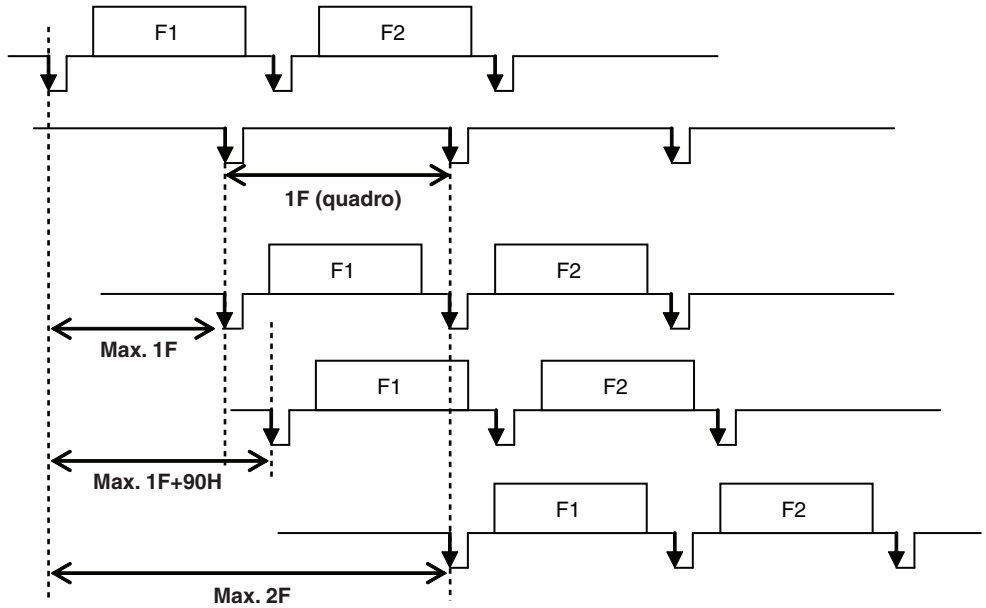 F1 F2
1F (quadro)
F1 F2
Max. 1F
F1 F2
Max. 1F+90H
F1 F2
Max. 2F